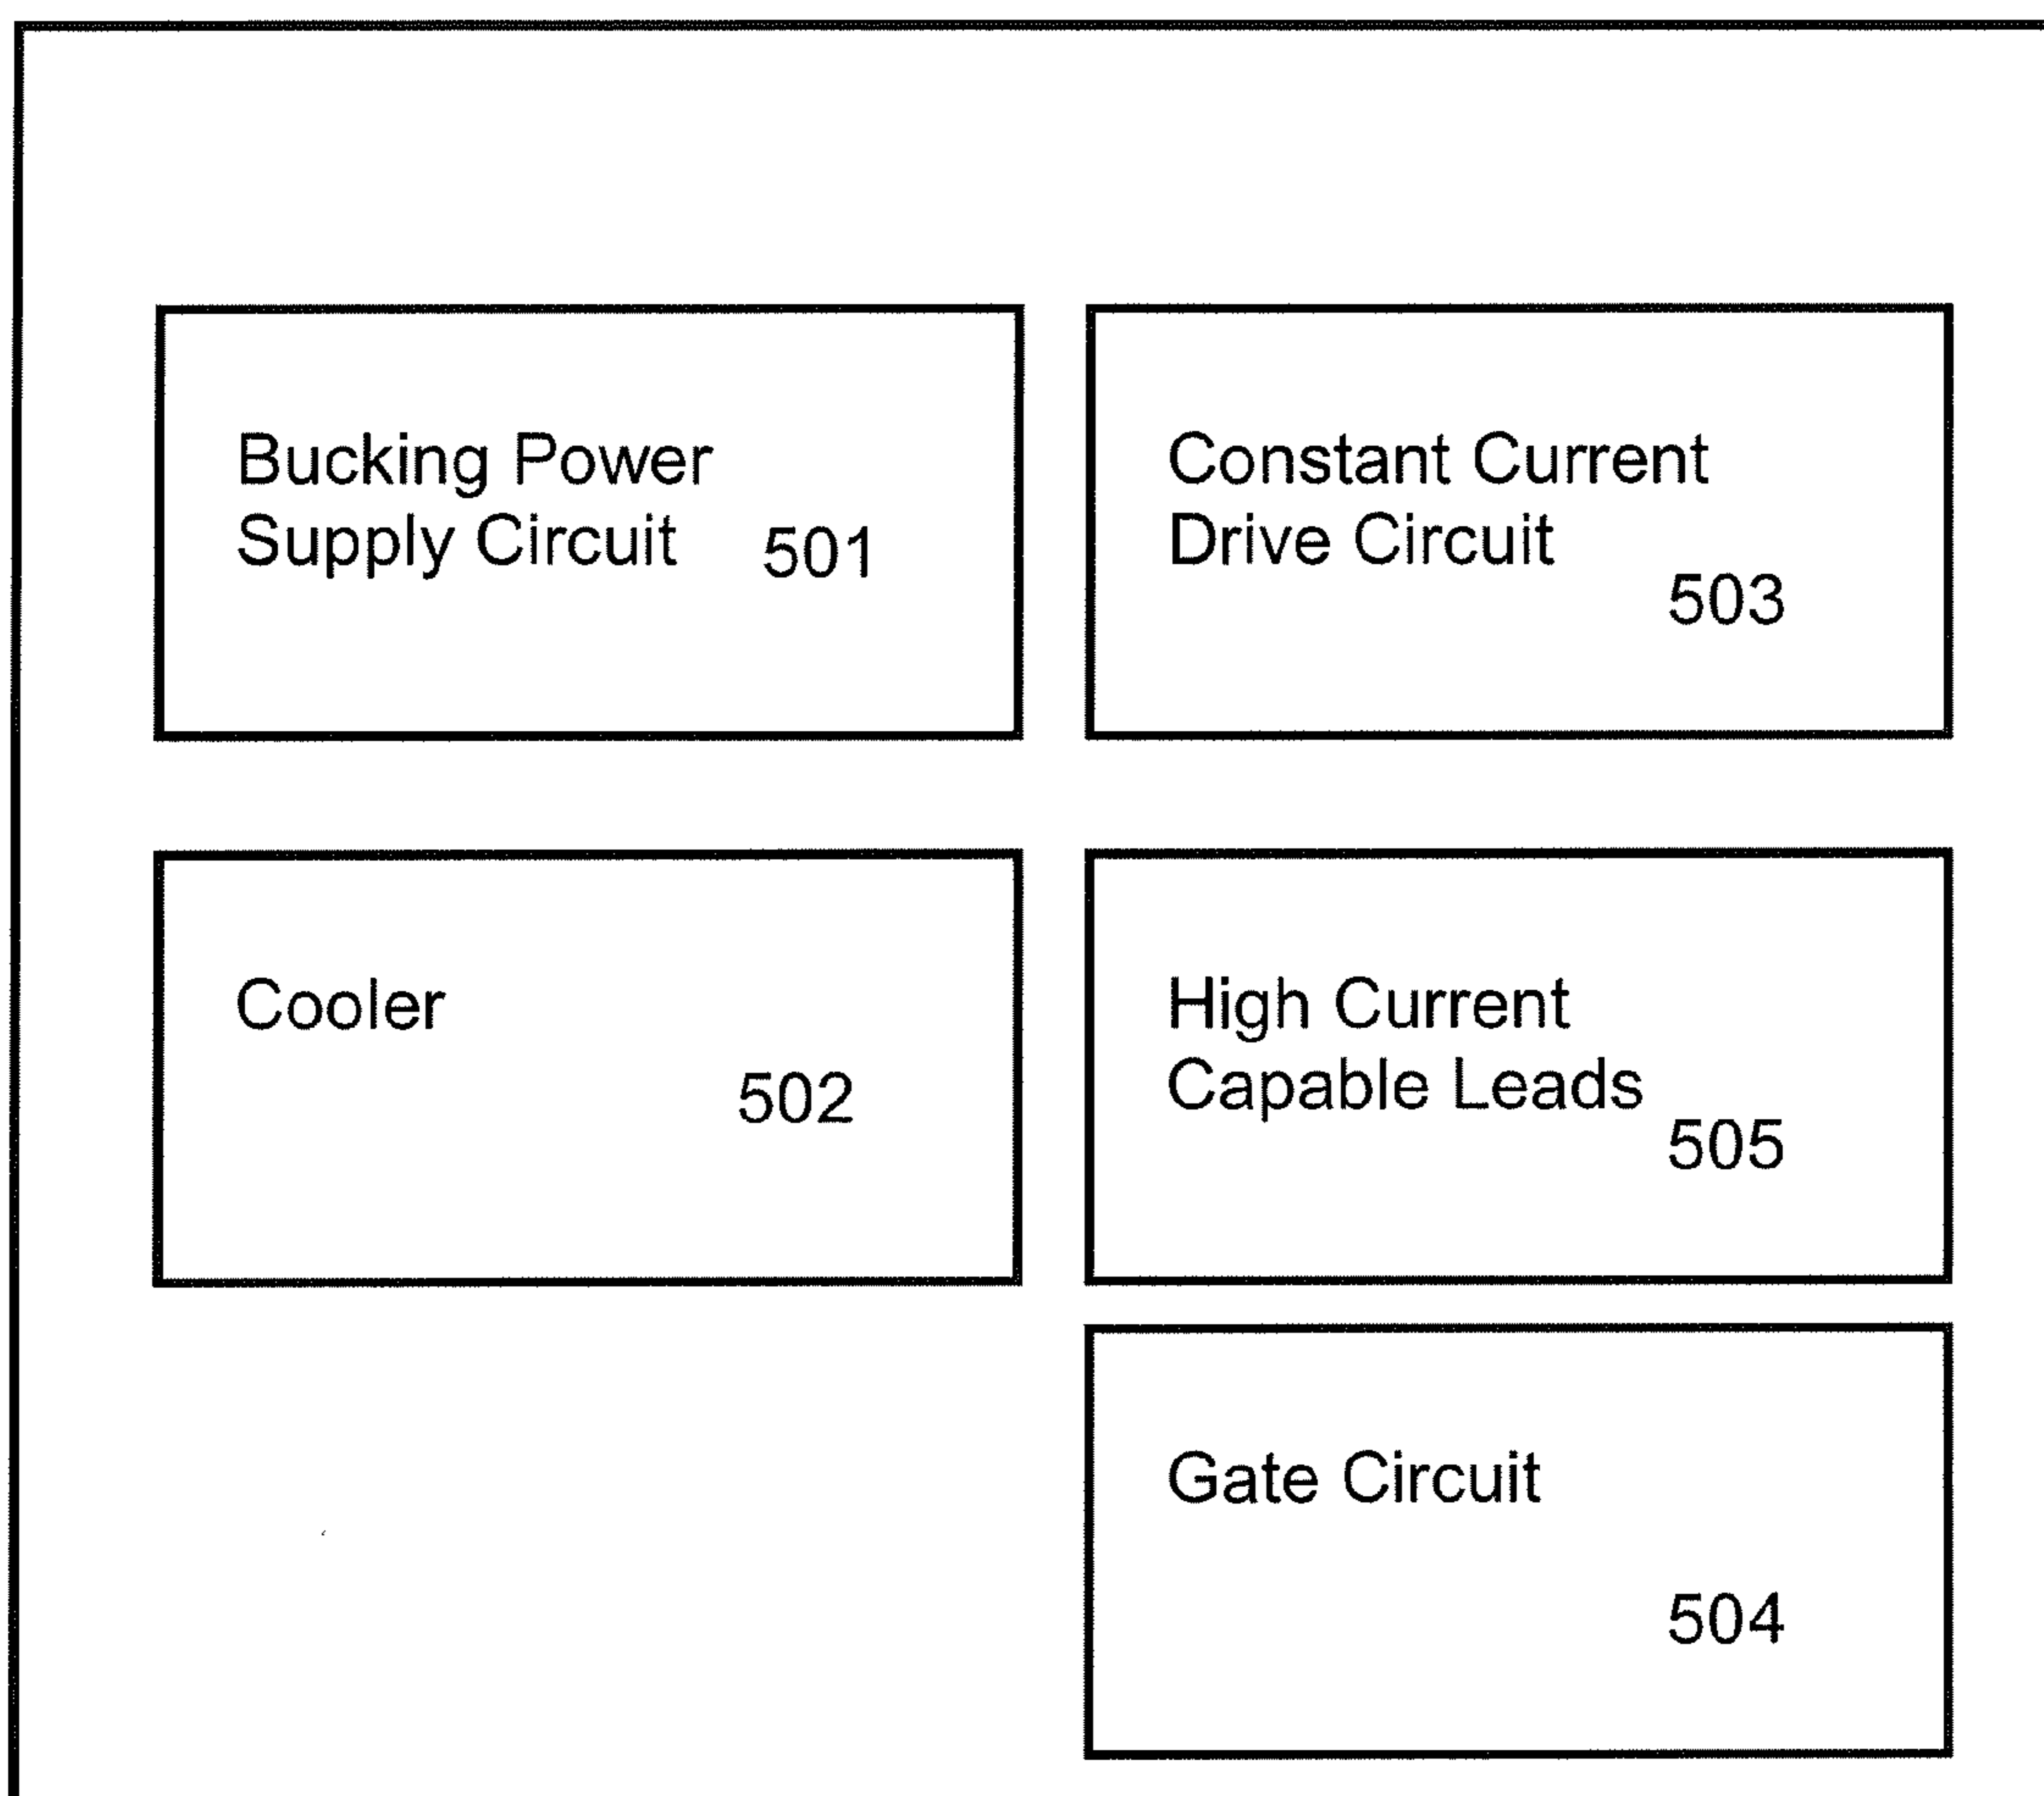 Bucking Power
Supply Circuit 501
Constant Current
Drive Circuit
503
Cooler
502
High Current
Capable Leads
505
Gate Circuit
504